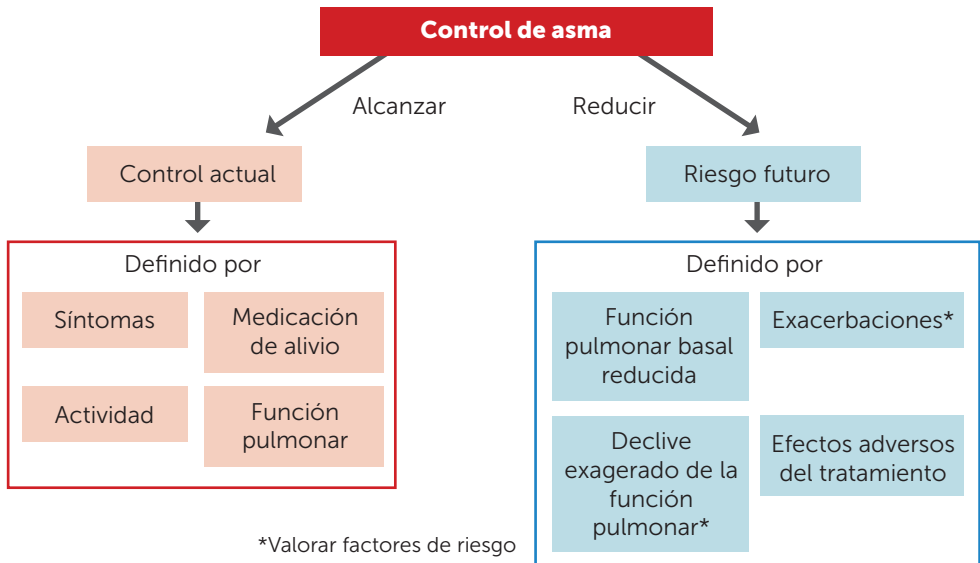 Control de asma
Alcanzar
Reducir
Control actual
Riesgo futuro
Definido por
Síntomas
Medicación
de alivio
Actividad
Función
pulmonar
Definido por
Función
pulmonar basal
reducida
Exacerbaciones*
Declive
exagerado de la
función
pulmonar*
Efectos adversos
del tratamiento
*Valorar factores de riesgo